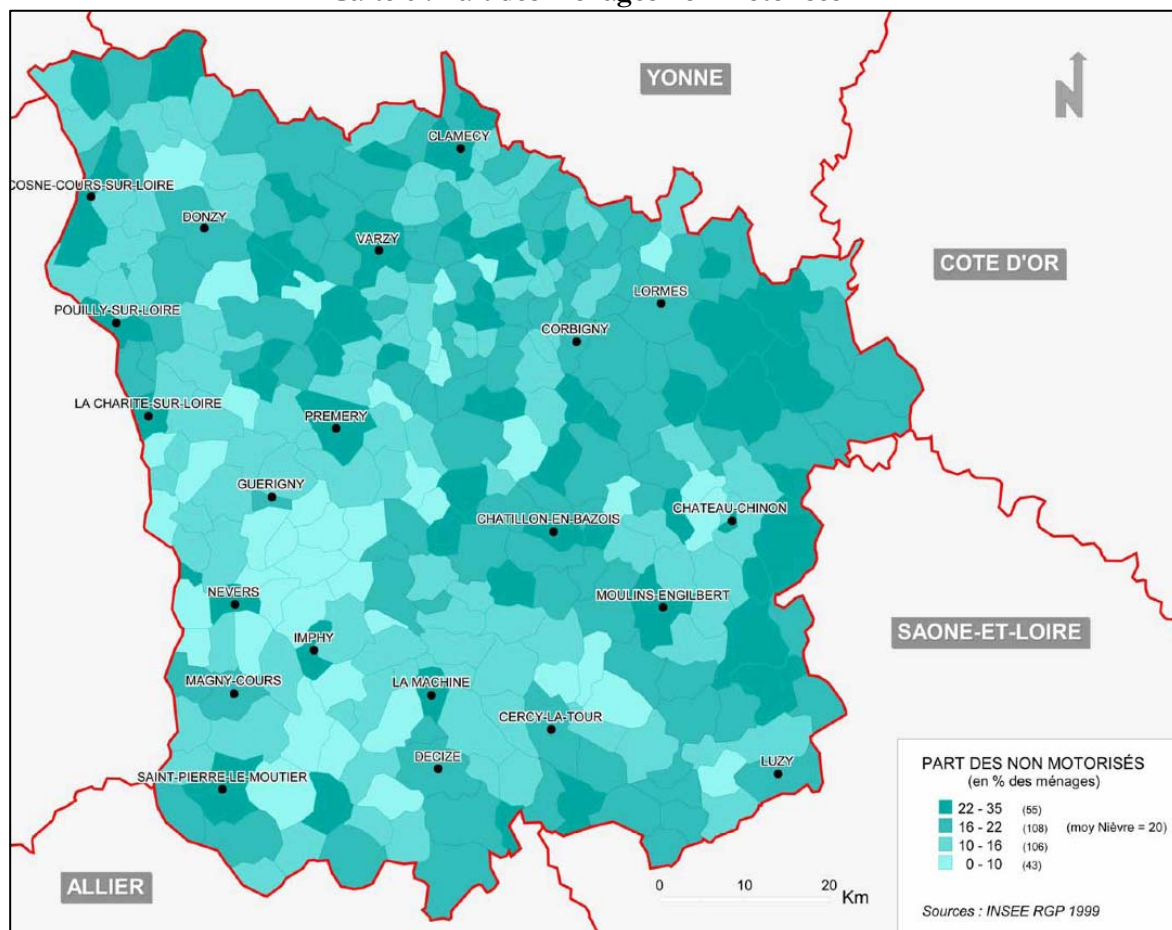 YONNE
N
CLAMECY
COSNE-COURS-SUR-LOIRE
DONZY
VARZY
COTE D'OR
LORMES
POUILLY-SUR-LOIRE
CORBIGNY
LA CHARITE-SUR-LOIRE
PREMERY
GUERIGNY
CHATEAU-CHINON
CHATILLON-EN-BAZOIS
NEVERS
MOULINS-ENGILBERT
IMPHY
SAONE-ET-LOIRE
MAGNY-COURS
LA MACHINE
CERCY-LA-TOUR
DECIZE
LUZY
SAINT-PIERRE-LE-MOUTIER
PART DES NON MOTORISÉS
(en % des ménages)
22 - 35 (55)
16 - 22 (108) (moy Nièvre = 20)
10 - 16 (106)
0 - 10 (43)
ALLIER
0 10 20
Km
Sources : INSEE RGP 1999